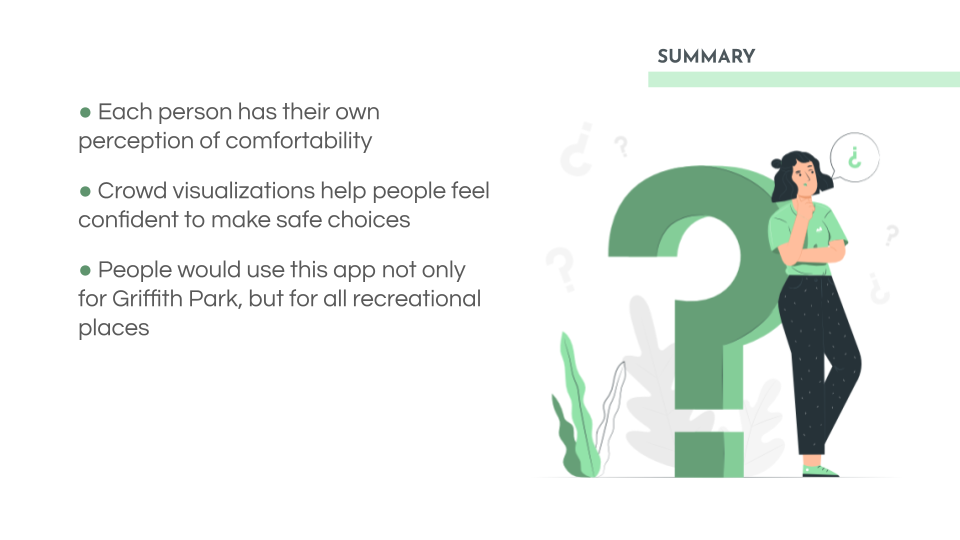 SUMMARY
● Each person has their own
perception of comfortability
● Crowd visualizations help people feel
confident to make safe choices
● People would use this app not only
for Griffith Park, but for all recreational
places
¿
?
¿
?
?
?
¿